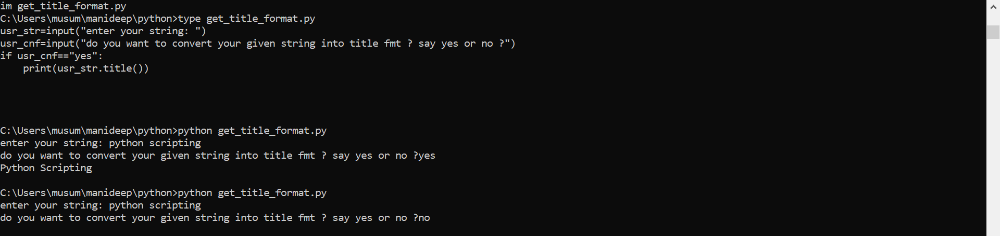 im get_title_format.py
C:\Users\musum\manideep\python>type get_title_format.py
usr_str=input("enter your string: ")
usr_cnf=input("do you want to convert your given string into title fmt ? say yes or no ?")
if usr_cnf=="yes":
    print(usr_str.title())
C:\Users\musum\manideep\python>python get_title_format.py
enter your string: python scripting
do you want to convert your given string into title fmt ? say yes or no ?yes
Python Scripting
C:\Users\musum\manideep\python>python get_title_format.py
enter your string: python scripting
do you want to convert your given string into title fmt ? say yes or no ?no